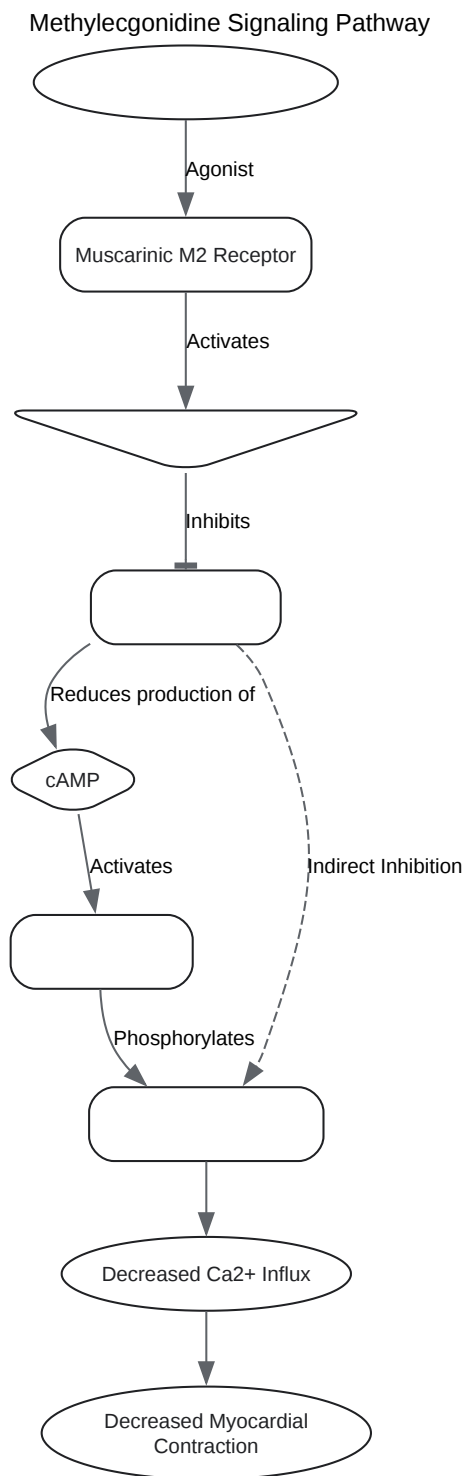 Methylecgonidine Signaling Pathway
Agonist
Muscarinic M2 Receptor
Activates
Inhibits
Reduces production of
cAMP
Activates
Indirect Inhibition
Phosphorylates
Decreased Ca2+ Influx
Decreased Myocardial
Contraction